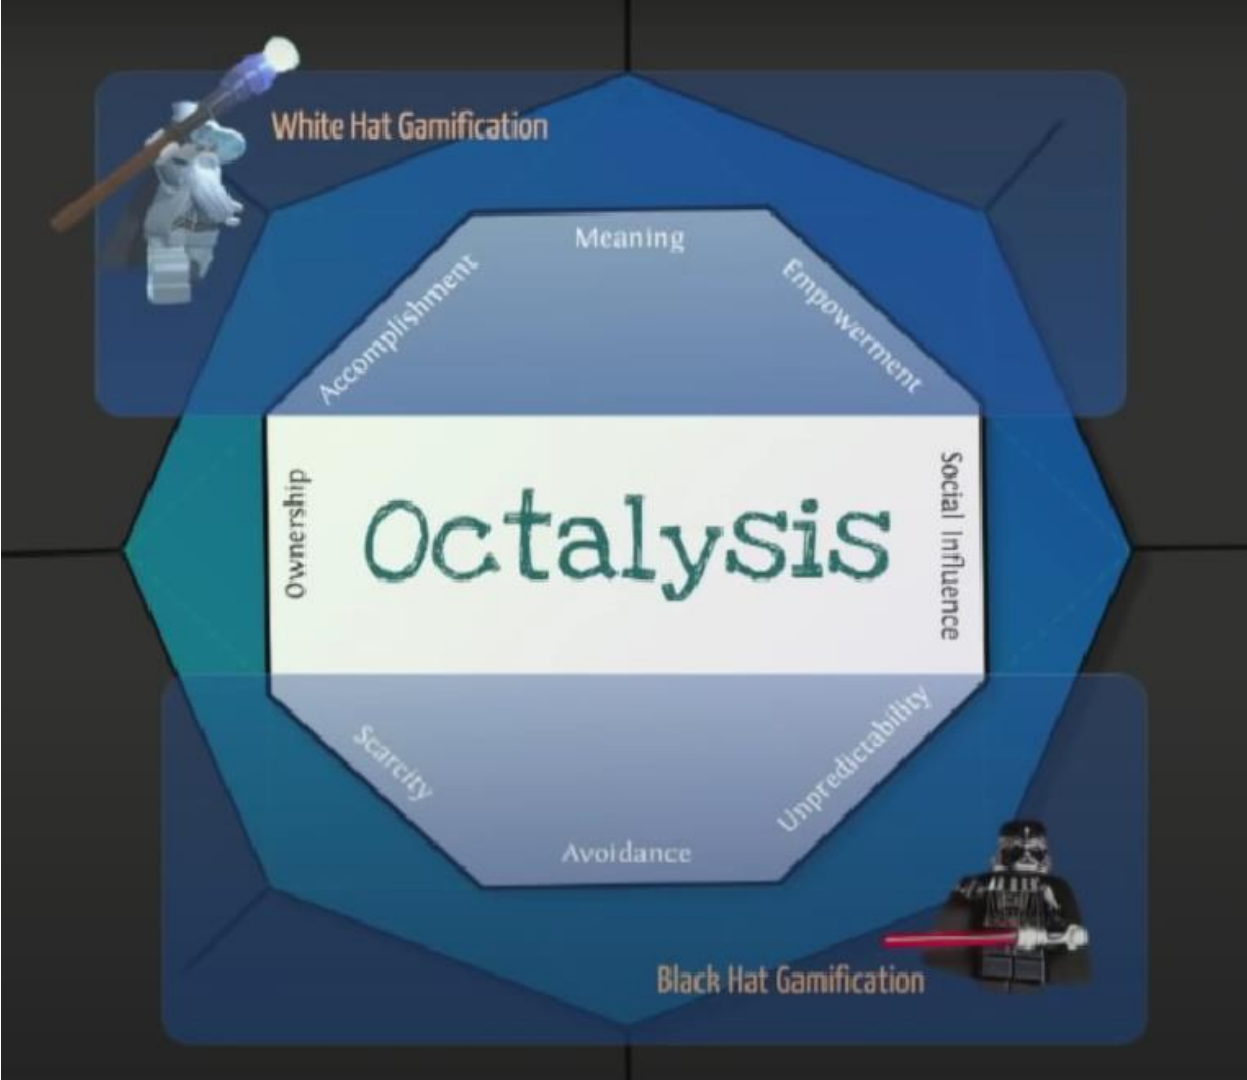 White Hat Gamification
Meaning
Accomplishment
Empowerment
Ownership
Octalysis
Social Influence
Scarcity
Unpredictability
Avoidance
Black Hat Gamification